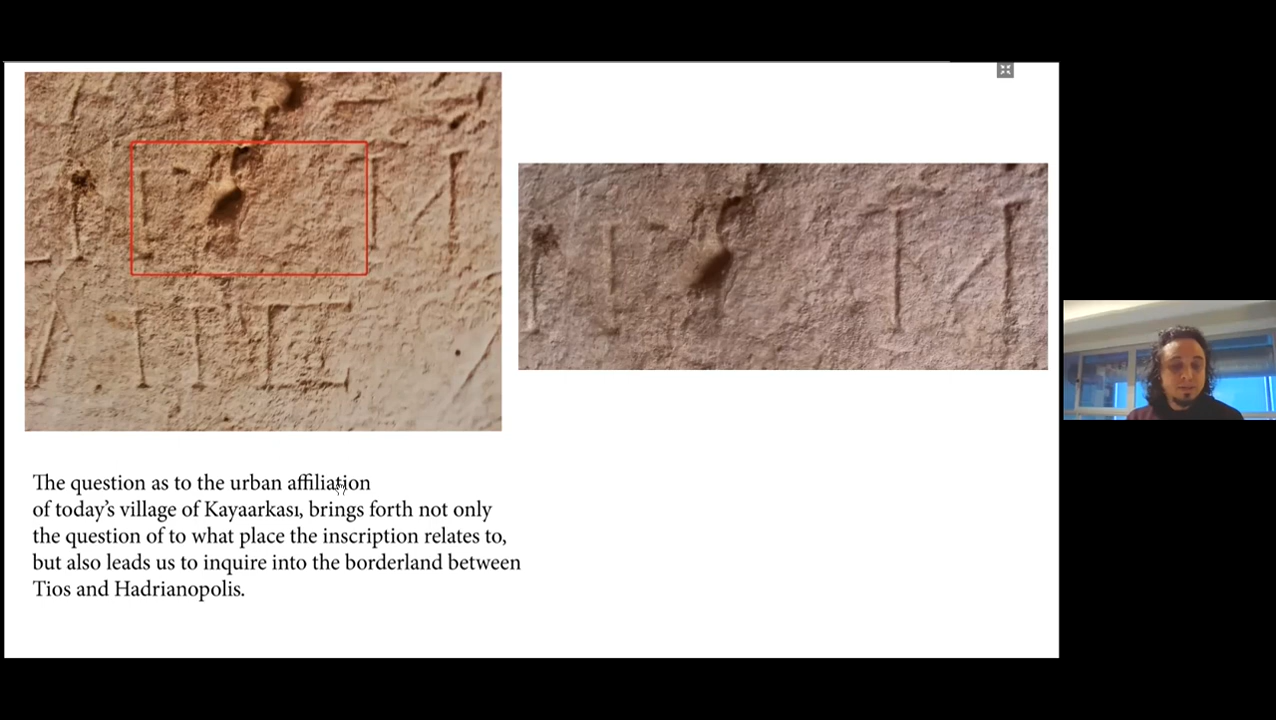 The question as to the urban affiliation
of today's village of Kayaarkası, brings forth not only
the question of to what place the inscription relates to,
but also leads us to inquire into the borderland between
Tios and Hadrianopolis.